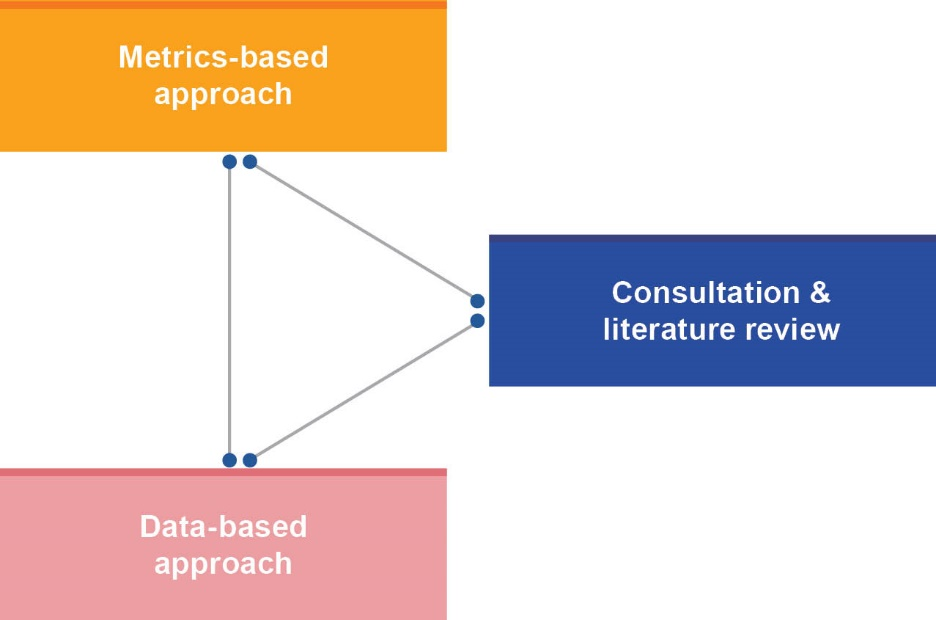 Metrics-based
approach
Consultation &
literature review
Data-based
approach